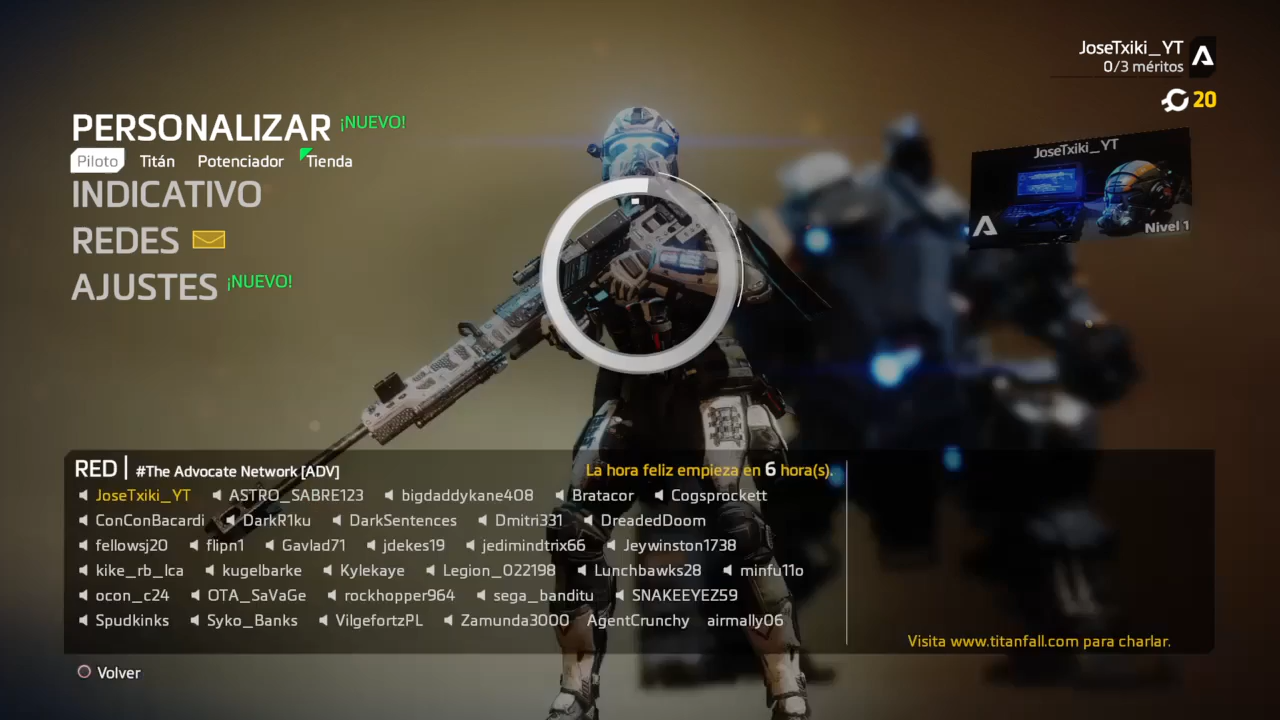 JoseTxiki_YT
0/3 méritos
20
PERSONALIZAR ¡NUEVO!
Piloto Titán Potenciador Tienda
INDICATIVO
REDES
AJUSTES ¡NUEVO!
JoseTxiki_YT
Nivel 1
RED | #The Advocate Network [ADV] La hora feliz empieza en 6 hora(s).
JoseTxiki_YT ASTRO_SABRE123 bigdaddykane408 Bratacor Cogsprockett
ConConBacardi DarkR1ku DarkSentences Dmitri331 DreadedDoom
fellowsj20 flipn1 Gavlad71 jdekes19 jedimindtrix66 Jeywinston1738
kike_rb_lca kugelbarke Kylekaye Legion_022198 Lunchbawks28 minfu11o
ocon_c24 OTA_SaVaGe rockhopper964 sega_banditu SNAKEEYEZ59
Spudkinks Syko_Banks VilgefortzPL Zamunda3000 AgentCrunchy airmally06
Visita www.titanfall.com para charlar.
Volver